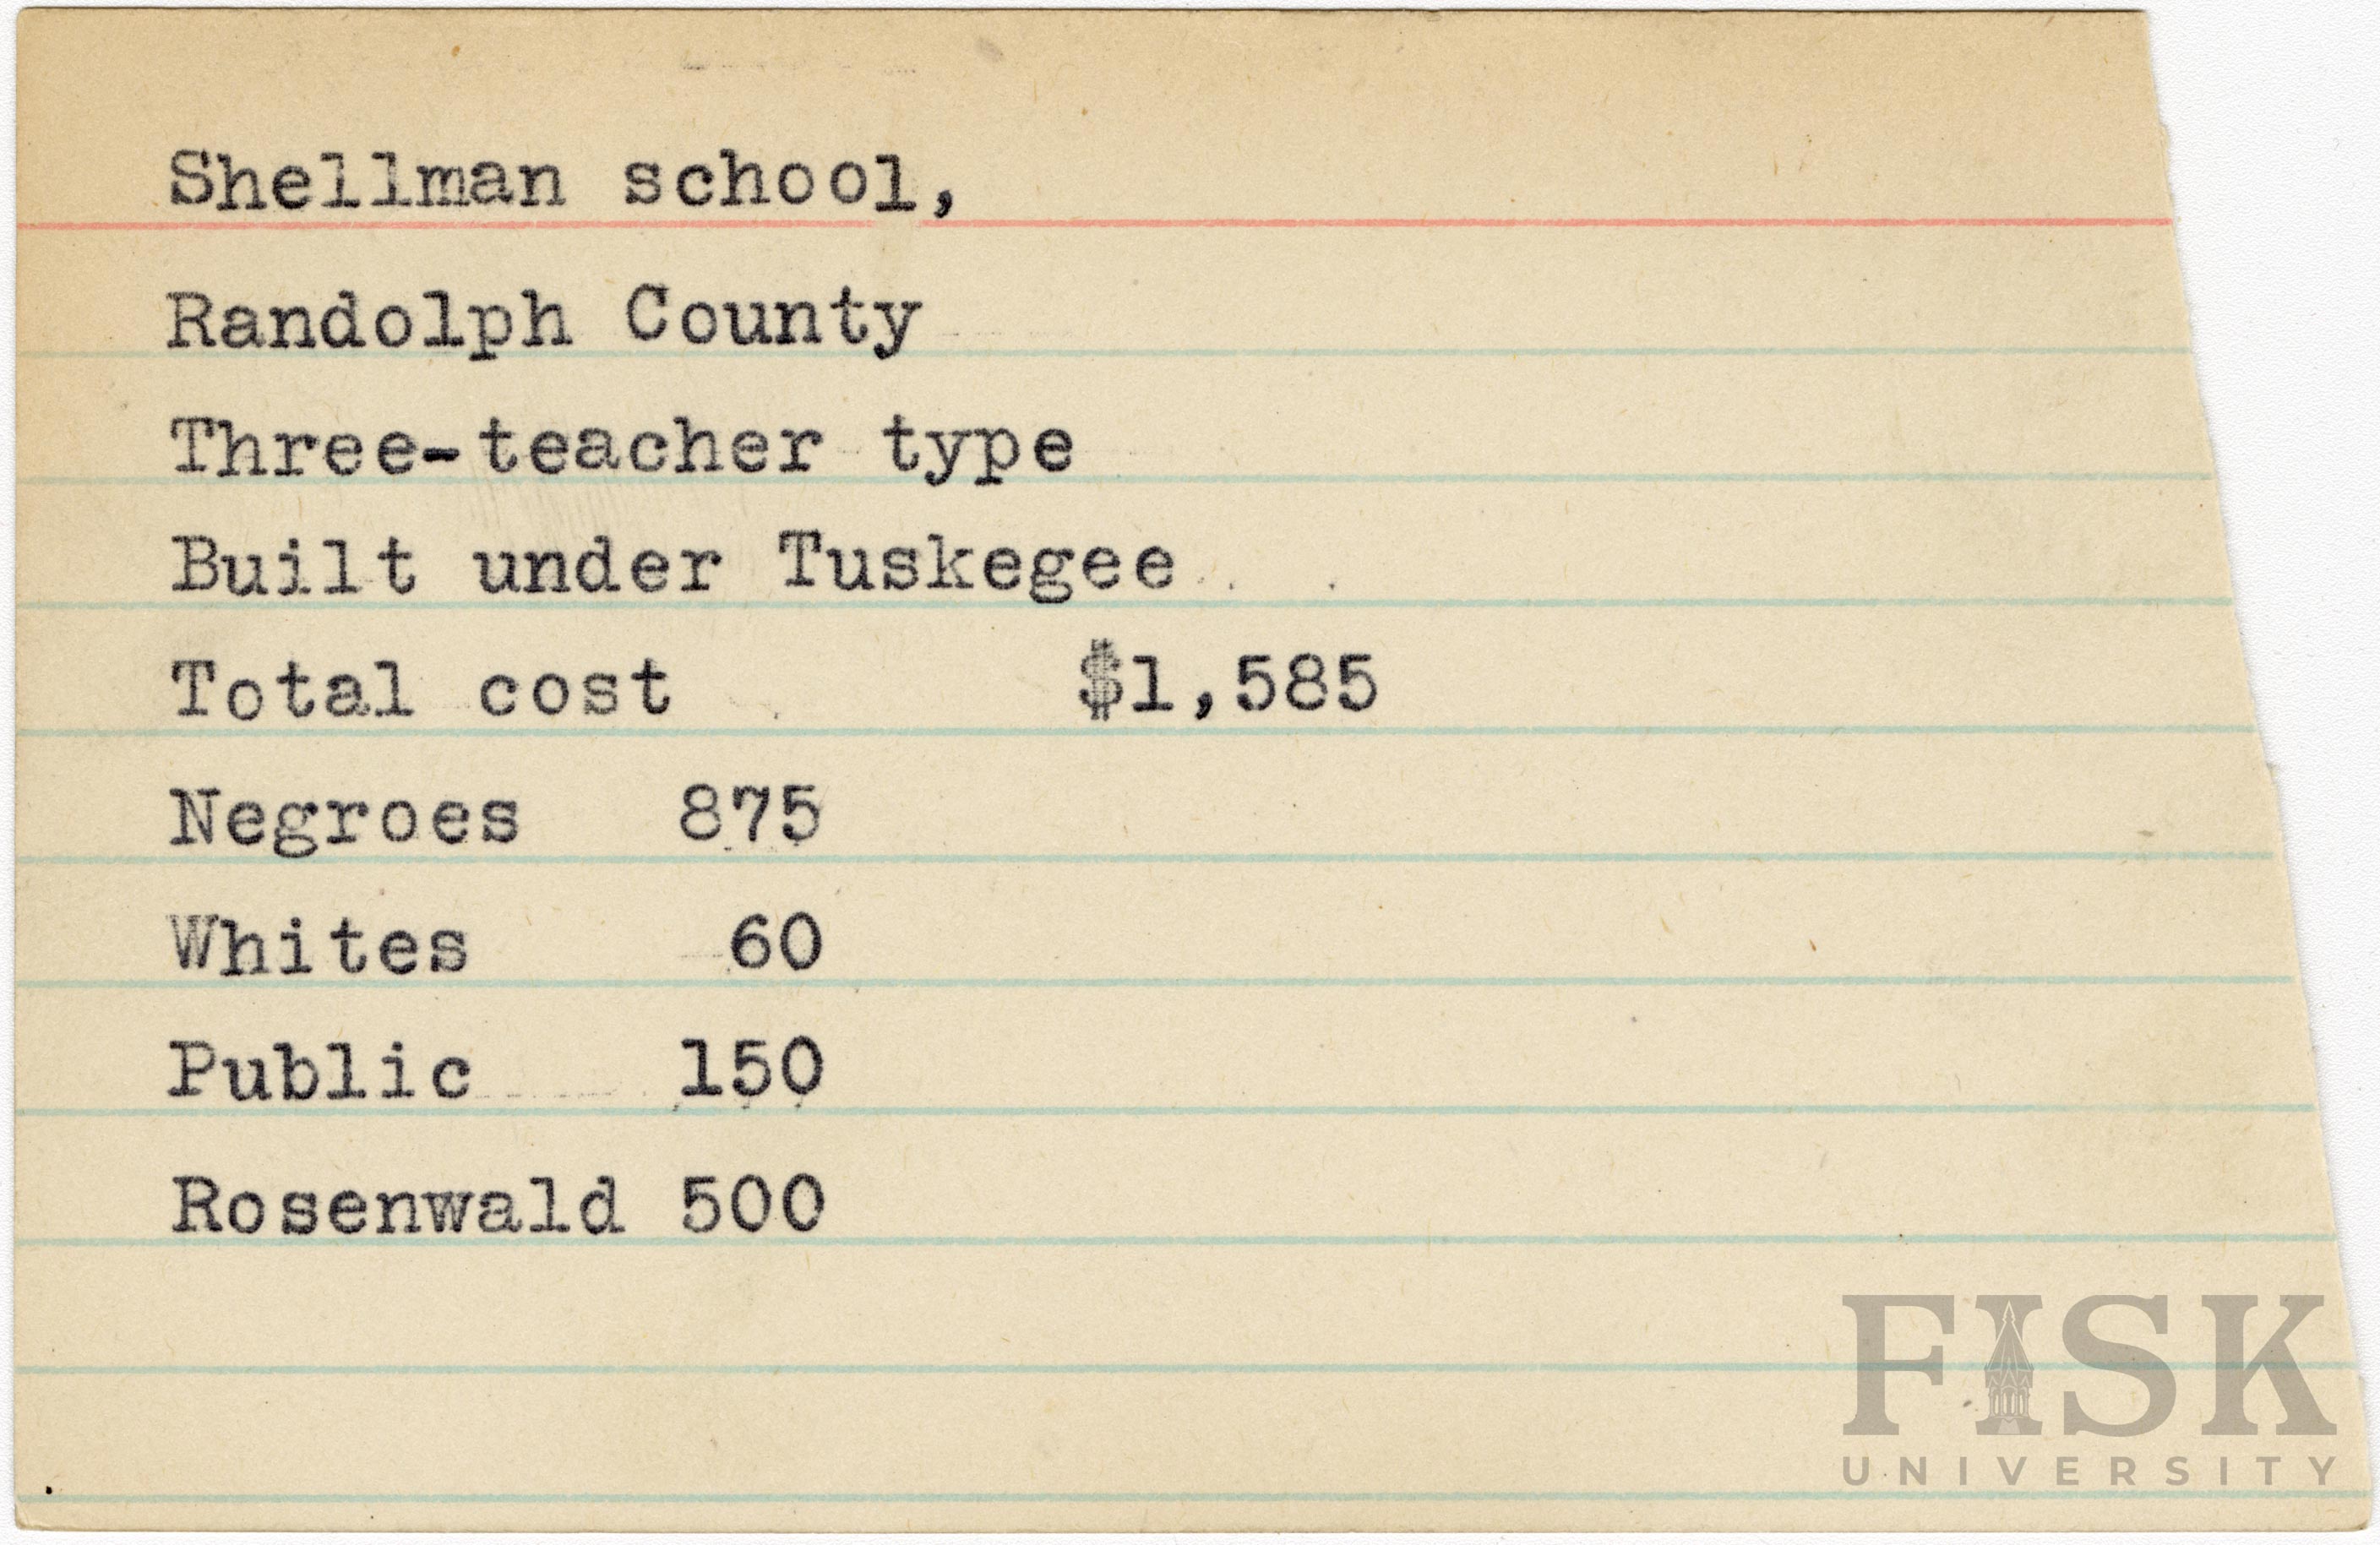 Shellman school,
Randolph County
Three-teacher type
Built under Tuskegee
Total cost $1,585
Negroes 875
Whites 60
Public 150
Rosenwald 500
FISK
UNIVERSITY